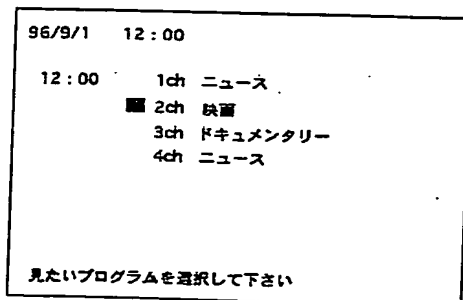 96/9/1 12:00
12:00 1ch ニュース
2ch 映画
3ch ドキュメンタリー
4ch ニュース
見たいプログラムを選択して下さい